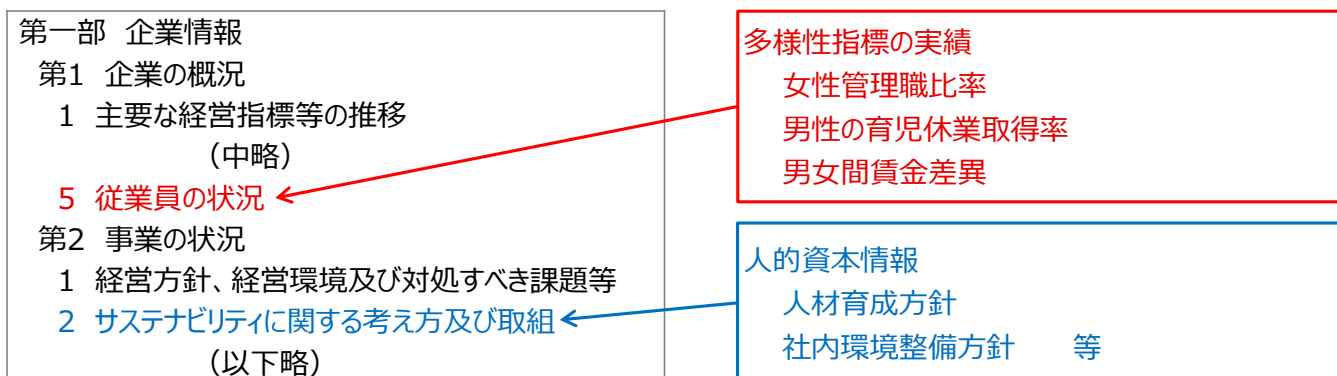 第一部 企業情報
第1 企業の概況
1 主要な経営指標等の推移
（中略）
5 従業員の状況
第2 事業の状況
1 経営方針、経営環境及び対処すべき課題等
2 サステナビリティに関する考え方及び取組
（以下略）
多様性指標の実績
女性管理職比率
男性の育児休業取得率
男女間賃金差異
人的資本情報
人材育成方針
社内環境整備方針 等